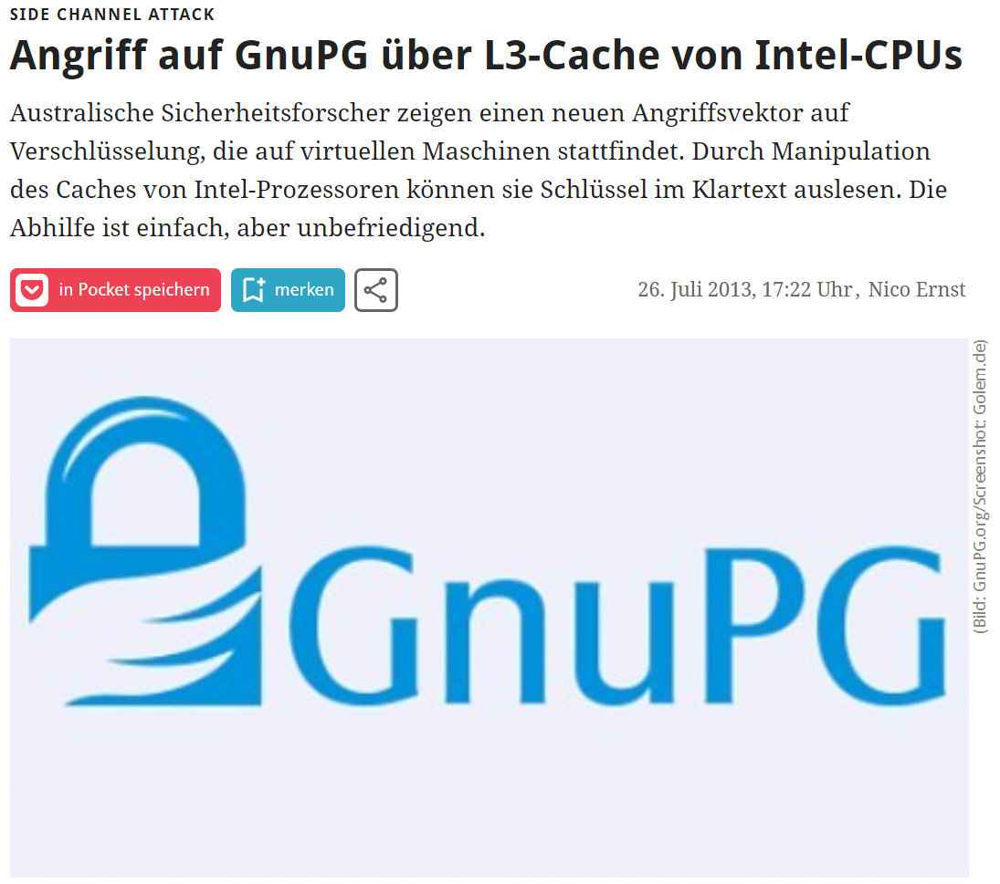 SIDE CHANNEL ATTACK
Angriff auf GnuPG über L3-Cache von Intel-CPUs
Australische Sicherheitsforscher zeigen einen neuen Angriffsvektor auf
Verschlüsselung, die auf virtuellen Maschinen stattfindet. Durch Manipulation
des Caches von Intel-Prozessoren können sie Schlüssel im Klartext auslesen. Die
Abhilfe ist einfach, aber unbefriedigend.
in Pocket speichern merken 26. Juli 2013, 17:22 Uhr, Nico Ernst
(Bild: GnuPG.org/Screenshot: Golem.de)
GnuPG